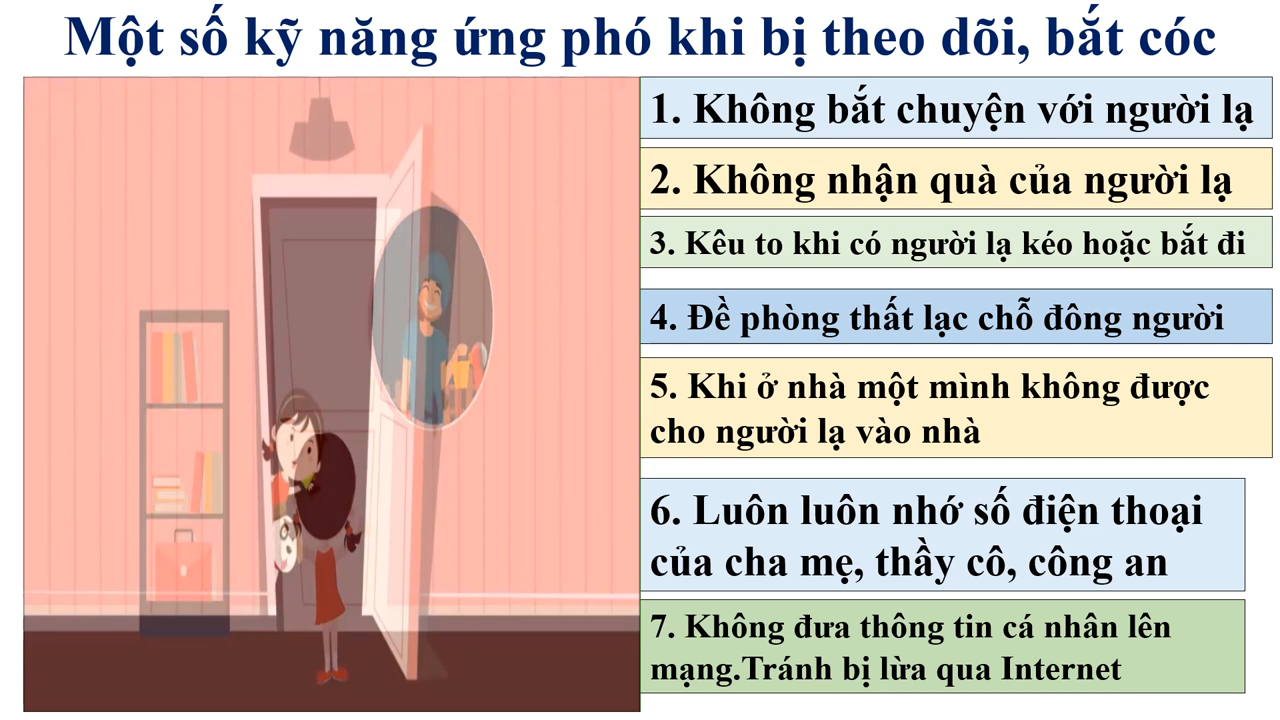 Một số kỹ năng ứng phó khi bị theo dõi, bắt cóc
1. Không bắt chuyện với người lạ
2. Không nhận quà của người lạ
3. Kêu to khi có người lạ kéo hoặc bắt đi
4. Đề phòng thất lạc chỗ đông người
5. Khi ở nhà một mình không được
cho người lạ vào nhà
6. Luôn luôn nhớ số điện thoại
của cha mẹ, thầy cô, công an
7. Không đưa thông tin cá nhân lên
mạng.Tránh bị lừa qua Internet